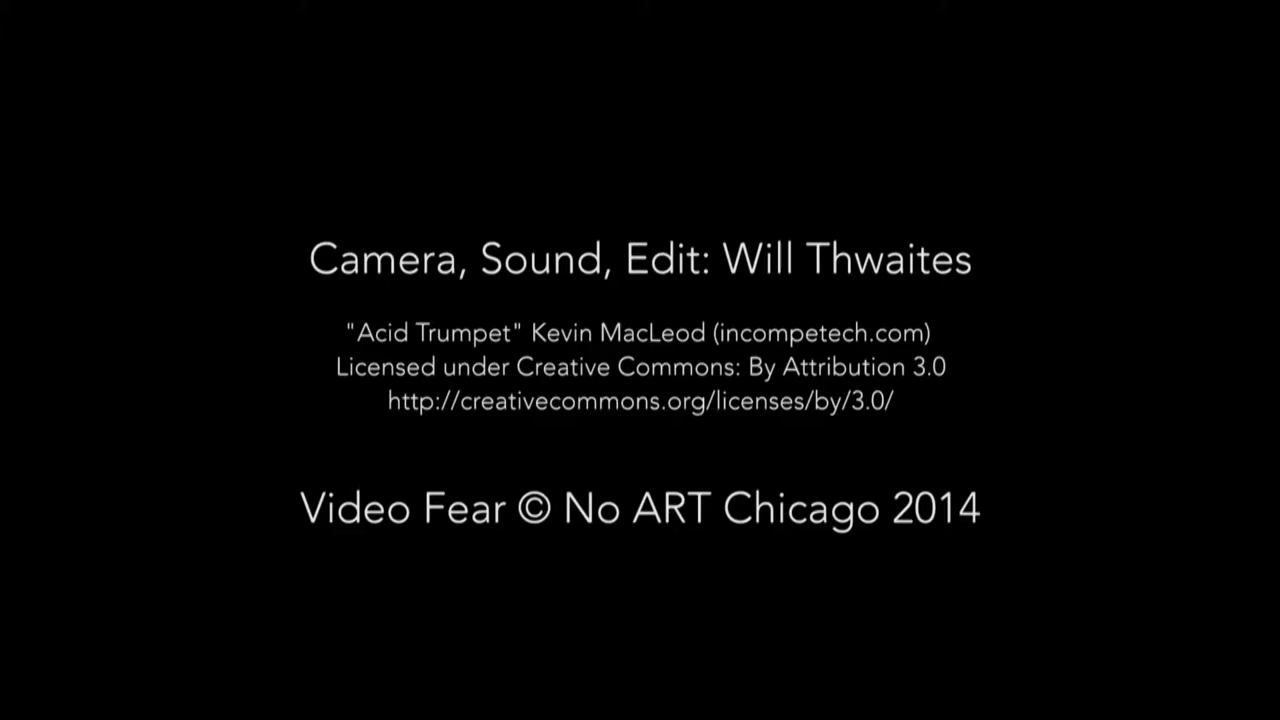 Camera, Sound, Edit: Will Thwaites
"Acid Trumpet" Kevin MacLeod (incompetech.com)
Licensed under Creative Commons: By Attribution 3.0
http://creativecommons.org/licenses/by/3.0/
Video Fear © No ART Chicago 2014